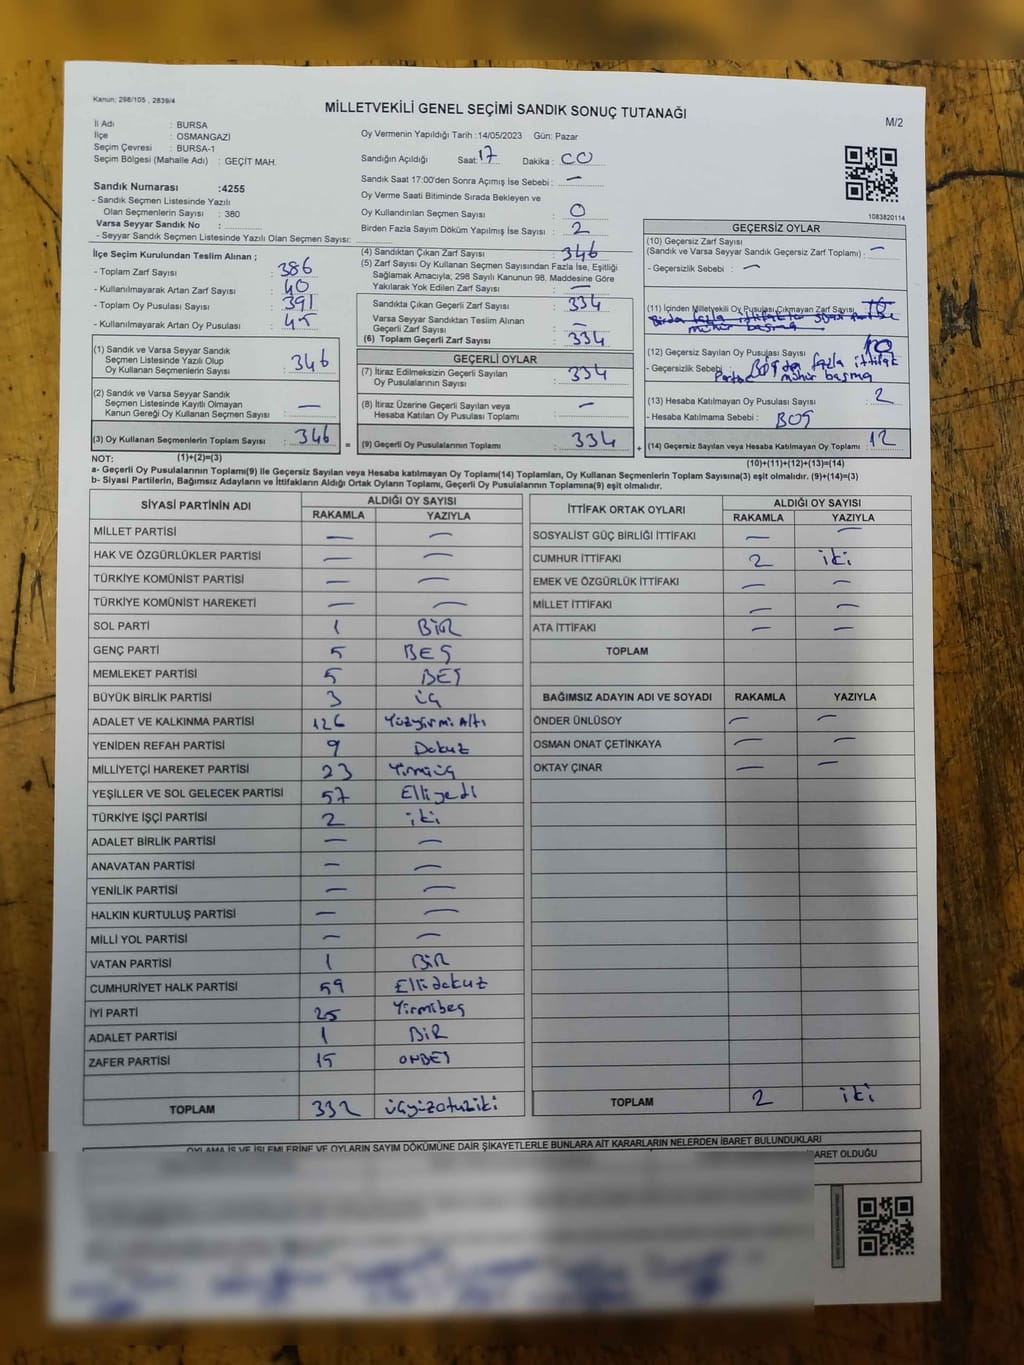 Kanun; 298/105 , 2839/4
MİLLETVEKİLİ GENEL SEÇİMİ SANDIK SONUÇ TUTANAĞI
M/2
İl Adı : BURSA
İlçe : OSMANGAZİ
Seçim Çevresi : BURSA-1
Seçim Bölgesi (Mahalle Adı) : GEÇİT MAH.
Oy Vermenin Yapıldığı Tarih :14/05/2023 Gün: Pazar
Sandığın Açıldığı Saat: 17 Dakika : 00
Sandık Saat 17:00'den Sonra Açımış İse Sebebi : —
Oy Verme Saati Bitiminde Sırada Bekleyen ve
Oy Kullandırılan Seçmen Sayısı : 0
Birden Fazla Sayım Döküm Yapılmış İse Sayısı : 2
1083820114
Sandık Numarası :4255
- Sandık Seçmen Listesinde Yazılı
Olan Seçmenlerin Sayısı : 380
Varsa Seyyar Sandık No :
- Seyyar Sandık Seçmen Listesinde Yazılı Olan Seçmen Sayısı:
İlçe Seçim Kurulundan Teslim Alınan ;
- Toplam Zarf Sayısı : 386
- Kullanılmayarak Artan Zarf Sayısı : 40
- Toplam Oy Pusulası Sayısı : 391
- Kullanılmayarak Artan Oy Pusulası : 45
(1) Sandık ve Varsa Seyyar Sandık
Seçmen Listesinde Yazılı Olup
Oy Kullanan Seçmenlerin Sayısı : 346
(2) Sandık ve Varsa Seyyar Sandık
Seçmen Listesinde Kayıtlı Olmayan
Kanun Gereği Oy Kullanan Seçmen Sayısı : —
(3) Oy Kullanan Seçmenlerin Toplam Sayısı : 346
(4) Sandıktan Çıkan Zarf Sayısı : 346
(5) Zarf Sayısı Oy Kullanan Seçmen Sayısından Fazla İse, Eşitliği
Sağlamak Amacıyla; 298 Sayılı Kanunun 98. Maddesine Göre
Yakılarak Yok Edilen Zarf Sayısı : —
Sandıkta Çıkan Geçerli Zarf Sayısı : 334
Varsa Seyyar Sandıktan Teslim Alınan
Geçerli Zarf Sayısı : —
(6) Toplam Geçerli Zarf Sayısı : 334
GEÇERLİ OYLAR
(7) İtiraz Edilmeksizin Geçerli Sayılan
Oy Pusulalarının Sayısı : 334
(8) İtiraz Üzerine Geçerli Sayılan veya
Hesaba Katılan Oy Pusulası Toplamı : —
= (9) Geçerli Oy Pusulalarının Toplamı : 334
GEÇERSİZ OYLAR
(10) Geçersiz Zarf Sayısı
(Sandık ve Varsa Seyyar Sandık Geçersiz Zarf Toplamı) : —
- Geçersizlik Sebebi : —
(11) İçinden Milletvekili Oy Pusulası Çıkmayan Zarf Sayısı
(12) Geçersiz Sayılan Oy Pusulası Sayısı : 10
- Geçersizlik Sebebi : fazla ittifak
mühür basma
(13) Hesaba Katılmayan Oy Pusulası Sayısı : 2
- Hesaba Katılmama Sebebi : BOŞ
+ (14) Geçersiz Sayılan veya Hesaba Katılmayan Oy Toplamı : 12
NOT: (1)+(2)=(3)
(10)+(11)+(12)+(13)=(14)
a- Geçerli Oy Pusulalarının Toplamı(9) ile Geçersiz Sayılan veya Hesaba katılmayan Oy Toplamı(14) Toplamları, Oy Kullanan Seçmenlerin Toplam Sayısına(3) eşit olmalıdır. (9)+(14)=(3)
b- Siyasi Partilerin, Bağımsız Adayların ve İttifakların Aldığı Ortak Oyların Toplamı, Geçerli Oy Pusulalarının Toplamına(9) eşit olmalıdır.
SİYASİ PARTİNİN ADI ALDIĞI OY SAYISI
RAKAMLA YAZIYLA
MİLLET PARTİSİ — —
HAK VE ÖZGÜRLÜKLER PARTİSİ — —
TÜRKİYE KOMÜNİST PARTİSİ — —
TÜRKİYE KOMÜNİST HAREKETİ — —
SOL PARTİ 1 BİR
GENÇ PARTİ 5 BEŞ
MEMLEKET PARTİSİ 5 BEŞ
BÜYÜK BİRLİK PARTİSİ 3 üç
ADALET VE KALKINMA PARTİSİ 126 Yüzyirmi Altı
YENİDEN REFAH PARTİSİ 9 Dokuz
MİLLİYETÇİ HAREKET PARTİSİ 23 Yirmiüç
YEŞİLLER VE SOL GELECEK PARTİSİ 57 Elliyedi
TÜRKİYE İŞÇİ PARTİSİ 2 iki
ADALET BİRLİK PARTİSİ — —
ANAVATAN PARTİSİ — —
YENİLİK PARTİSİ — —
HALKIN KURTULUŞ PARTİSİ — —
MİLLİ YOL PARTİSİ — —
VATAN PARTİSİ 1 BİR
CUMHURİYET HALK PARTİSİ 59 Ellidokuz
İYİ PARTİ 25 Yirmibeş
ADALET PARTİSİ 1 BİR
ZAFER PARTİSİ 15 ONBEŞ
TOPLAM 332 üçyüzotuziki
İTTİFAK ORTAK OYLARI ALDIĞI OY SAYISI
RAKAMLA YAZIYLA
SOSYALİST GÜÇ BİRLİĞİ İTTİFAKI — —
CUMHUR İTTİFAKI 2 iki
EMEK VE ÖZGÜRLÜK İTTİFAKI — —
MİLLET İTTİFAKI — —
ATA İTTİFAKI — —
TOPLAM
BAĞIMSIZ ADAYIN ADI VE SOYADI RAKAMLA YAZIYLA
ÖNDER ÜNLÜSOY — —
OSMAN ONAT ÇETİNKAYA — —
OKTAY ÇINAR — —
TOPLAM 2 iki
OYLAMA İŞ VE İŞLEMLERİNE VE OYLARIN SAYIM DÖKÜMÜNE DAİR ŞİKAYETLERLE BUNLARA AİT KARARLARIN NELERDEN İBARET BULUNDUKLARI
İBARET OLDUĞU